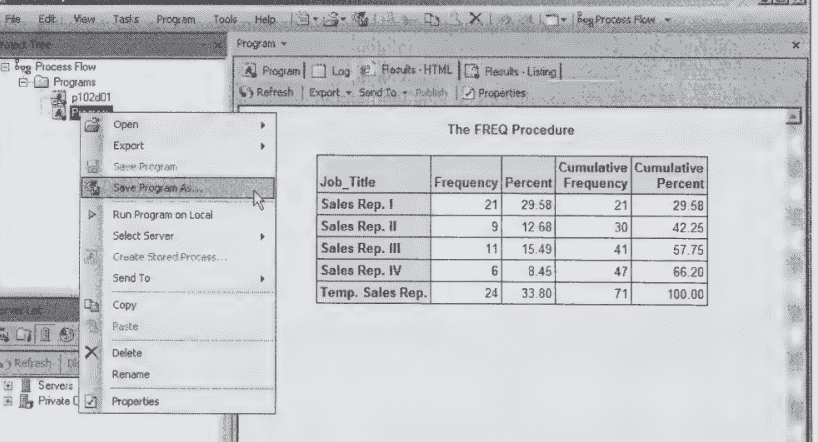 File Edit View Tasks Program Tools Help Process Flow
Project Tree
Program
Process Flow
Programs
p102d01
Program
Program Log Results - HTML Results - Listing
Refresh Export Send To Publish Properties
Open
Export
Save Program
Save Program As...
Run Program on Local
Select Server
Create Stored Process...
Send To
Copy
Paste
Delete
Rename
Properties
The FREQ Procedure
Job_Title Frequency Percent Cumulative Frequency Cumulative Percent
Sales Rep. I 21 29.58 21 29.58
Sales Rep. II 9 12.68 30 42.25
Sales Rep. III 11 15.49 41 57.75
Sales Rep. IV 6 8.45 47 66.20
Temp. Sales Rep. 24 33.80 71 100.00
Server List
Refresh
Servers
Private